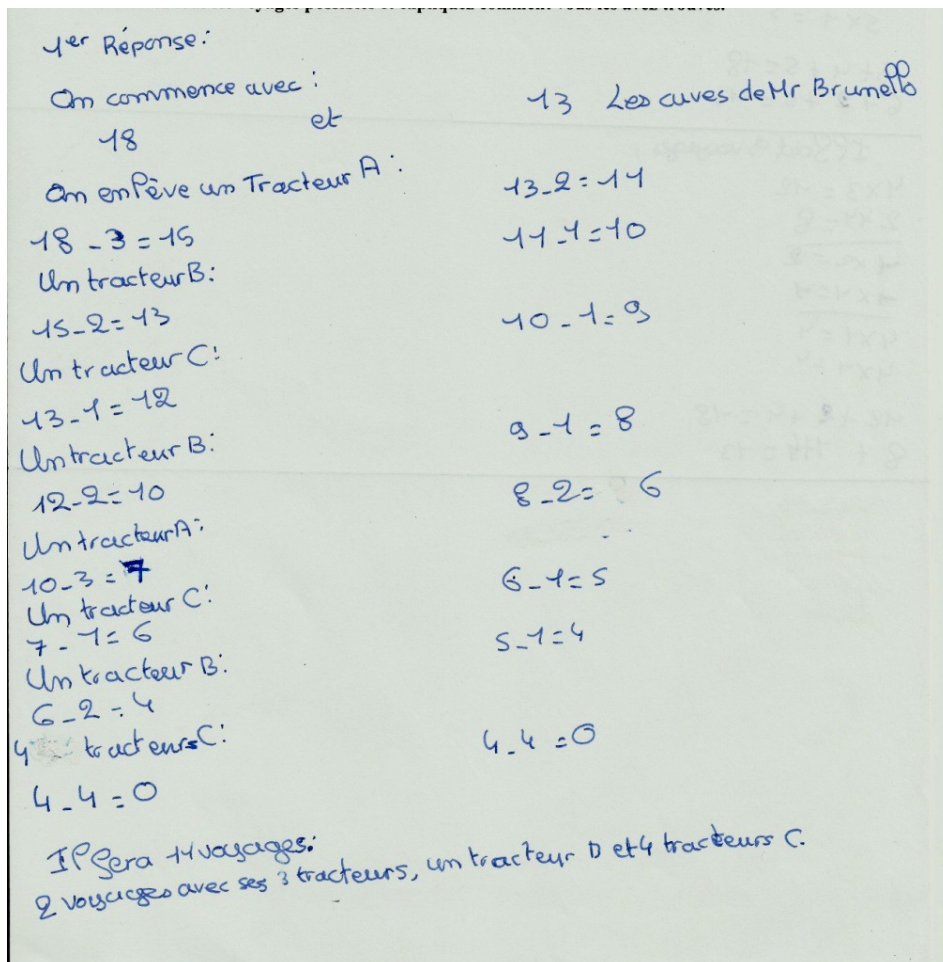 1er Réponse:
On commence avec:
18 et 13 Les cuves de Mr Brunello
On enlève un Tracteur A:
18 - 3 = 15 13 - 2 = 11
Un tracteur B:
15 - 2 = 13 11 - 1 = 10
Un tracteur C:
13 - 1 = 12 10 - 1 = 9
Un tracteur B:
12 - 2 = 10 9 - 1 = 8
Un tracteur A:
10 - 3 = 7 8 - 2 = 6
Un tracteur C:
7 - 1 = 6 6 - 1 = 5
Un tracteur B:
6 - 2 = 4 5 - 1 = 4
4 tracteurs C:
4 - 4 = 0 4 - 4 = 0
Il fera 11 voyages:
2 voyages avec ses 3 tracteurs, un tracteur B et 4 tracteurs C.